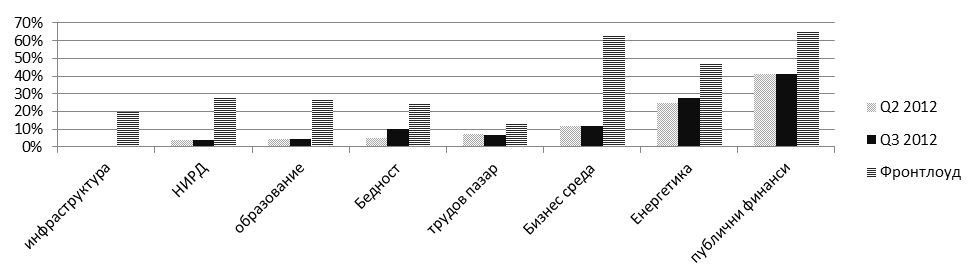 70%
60%
50%
40%
30%
20%
10%
0%
инфраструктура
НИРД
образование
Бедност
трудов пазар
Бизнес среда
Енергетика
публични финанси
Q2 2012
Q3 2012
Фронтлоуд